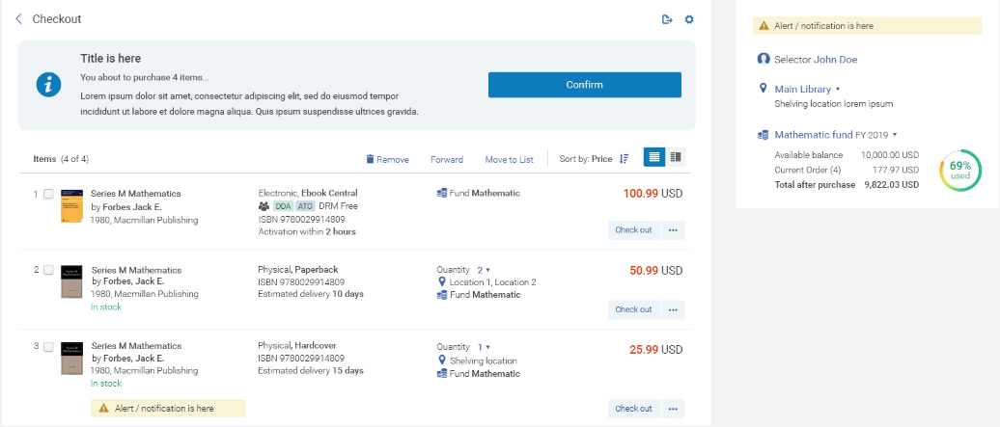 Checkout
Title is here
You about to purchase 4 items...
Lorem ipsum dolor sit amet, consectetur adipiscing elit, sed do eiusmod tempor
incididunt ut labore et dolore magna aliqua. Quis ipsum suspendisse ultrices gravida.
Confirm
Items (4 of 4)
Remove
Forward
Move to List
Sort by: Price
1
Series M Mathematics
by Forbes Jack E.
1980, Macmillan Publishing
Electronic, Ebook Central
DDA ATO DRM Free
ISBN 9780029914809
Activation within 2 hours
Fund Mathematic
100.99 USD
Check out
2
Series M Mathematics
by Forbes, Jack E.
1980, Macmillan Publishing
In stock
Physical, Paperback
ISBN 9780029914809
Estimated delivery 10 days
Quantity 2
Location 1, Location 2
Fund Mathematic
50.99 USD
Check out
3
Series M Mathematics
by Forbes, Jack E.
1980, Macmillan Publishing
In stock
Physical, Hardcover
ISBN 9780029914809
Estimated delivery 15 days
Quantity 1
Shelving location
Fund Mathematic
25.99 USD
Alert / notification is here
Check out
Alert / notification is here
Selector John Doe
Main Library
Shelving location lorem ipsum
Mathematic fund FY 2019
Available balance 10,000.00 USD
Current Order (4) 177.97 USD
Total after purchase 9,822.03 USD
69%
used